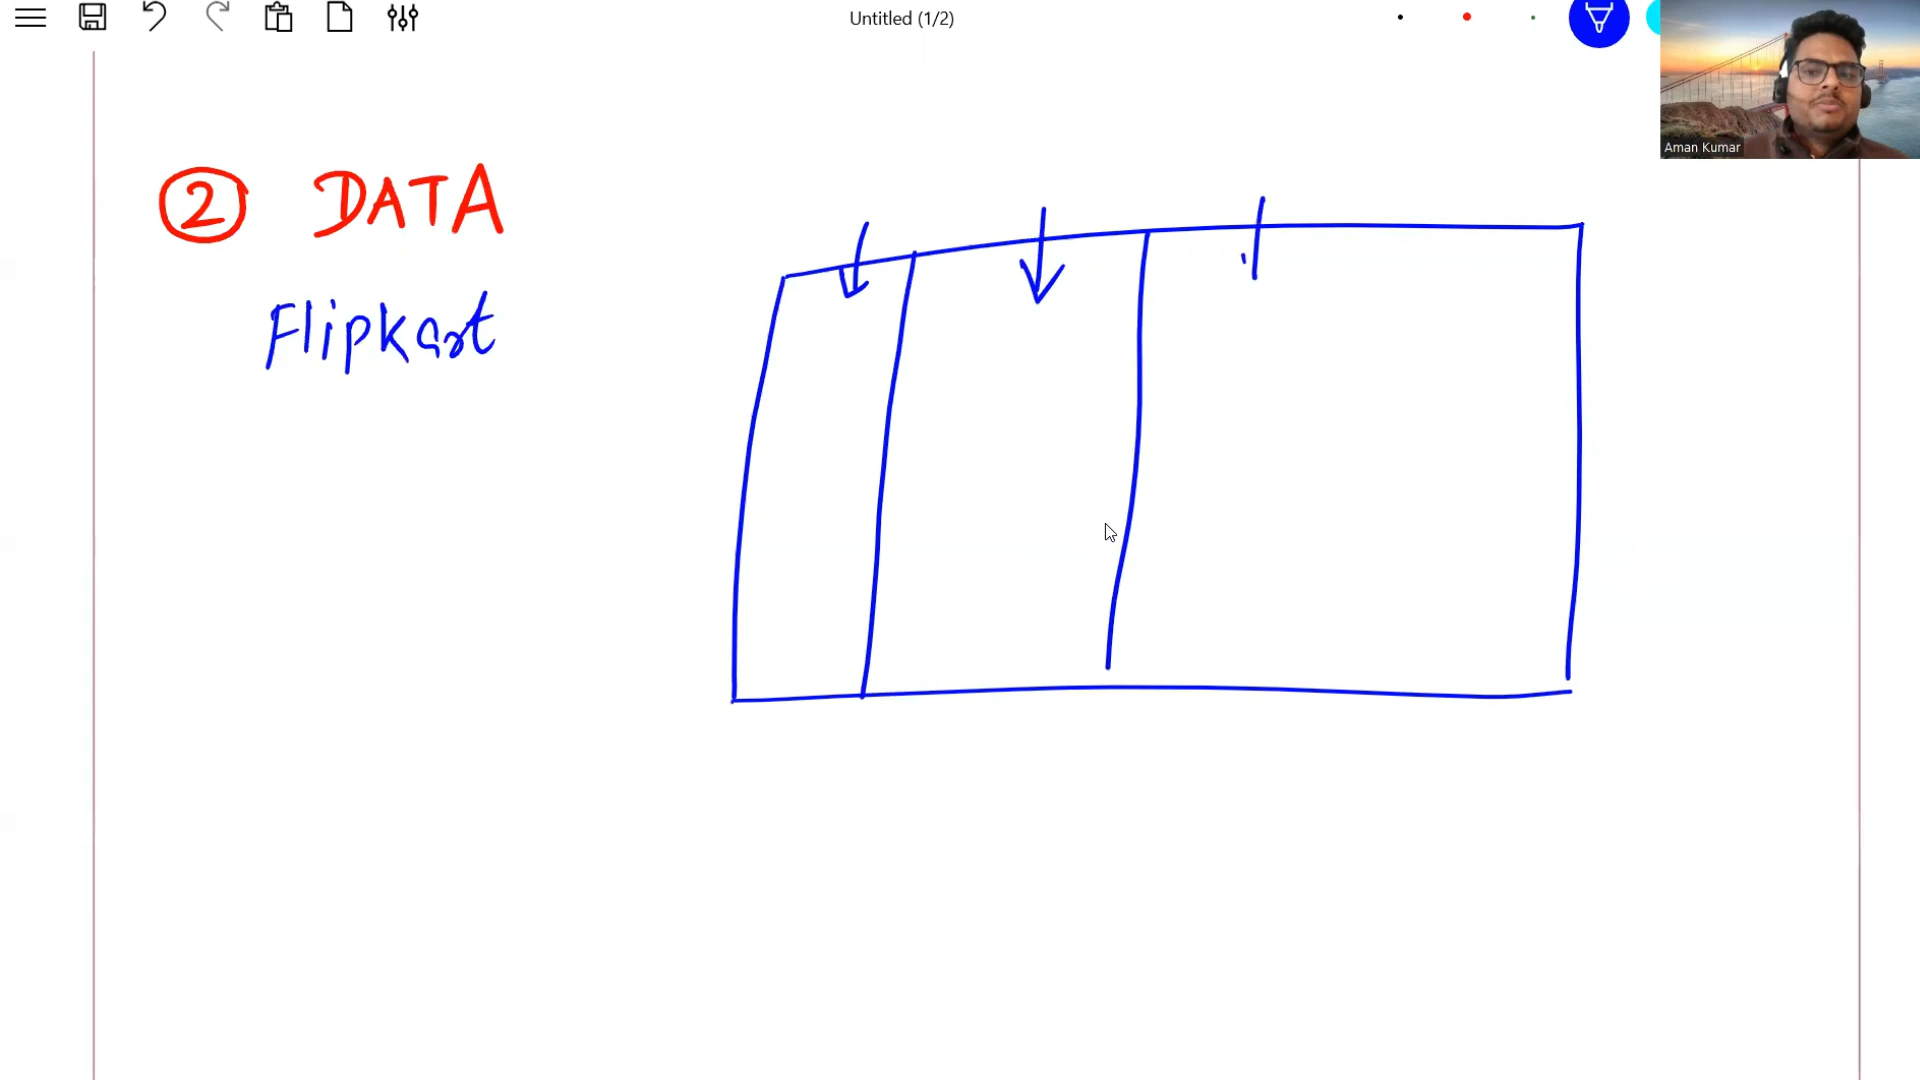 Untitled (1/2)
Aman Kumar
② DATA
Flipkart